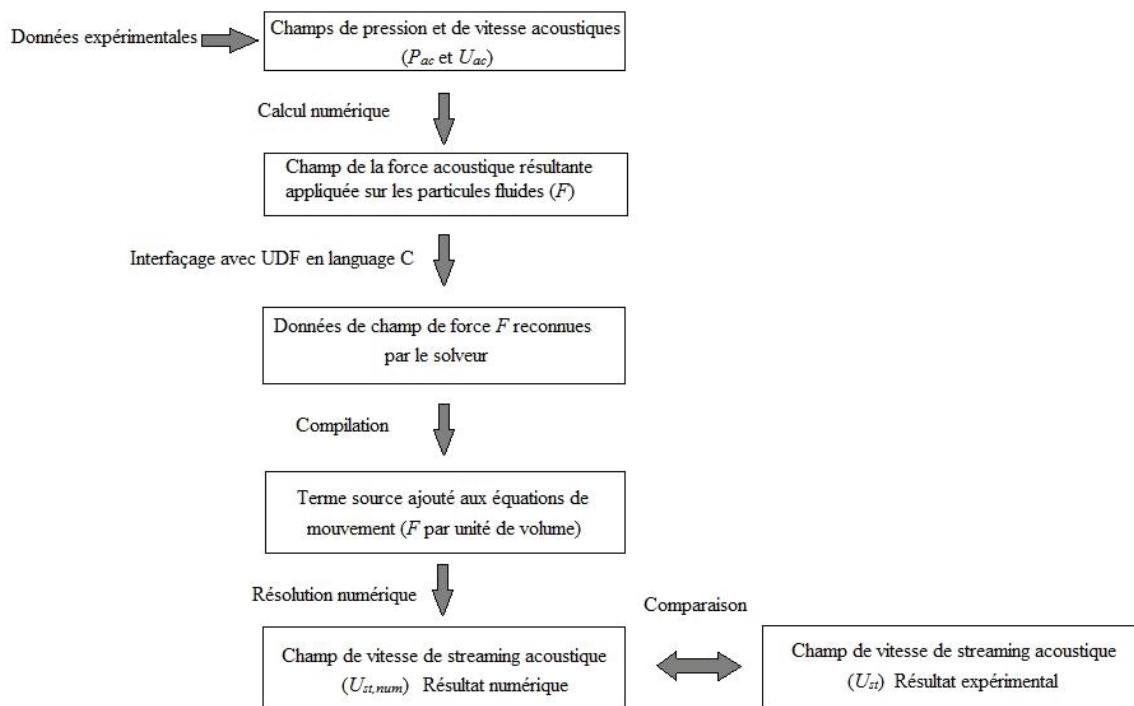 Données expérimentales
Champs de pression et de vitesse acoustiques
(Pac et Uac)
Calcul numérique
Champ de la force acoustique résultante
appliquée sur les particules fluides (F)
Interfaçage avec UDF en language C
Données de champ de force F reconnues
par le solveur
Compilation
Terme source ajouté aux équations de
mouvement (F par unité de volume)
Résolution numérique
Comparaison
Champ de vitesse de streaming acoustique
(Ust,num) Résultat numérique
Champ de vitesse de streaming acoustique
(Ust) Résultat expérimental